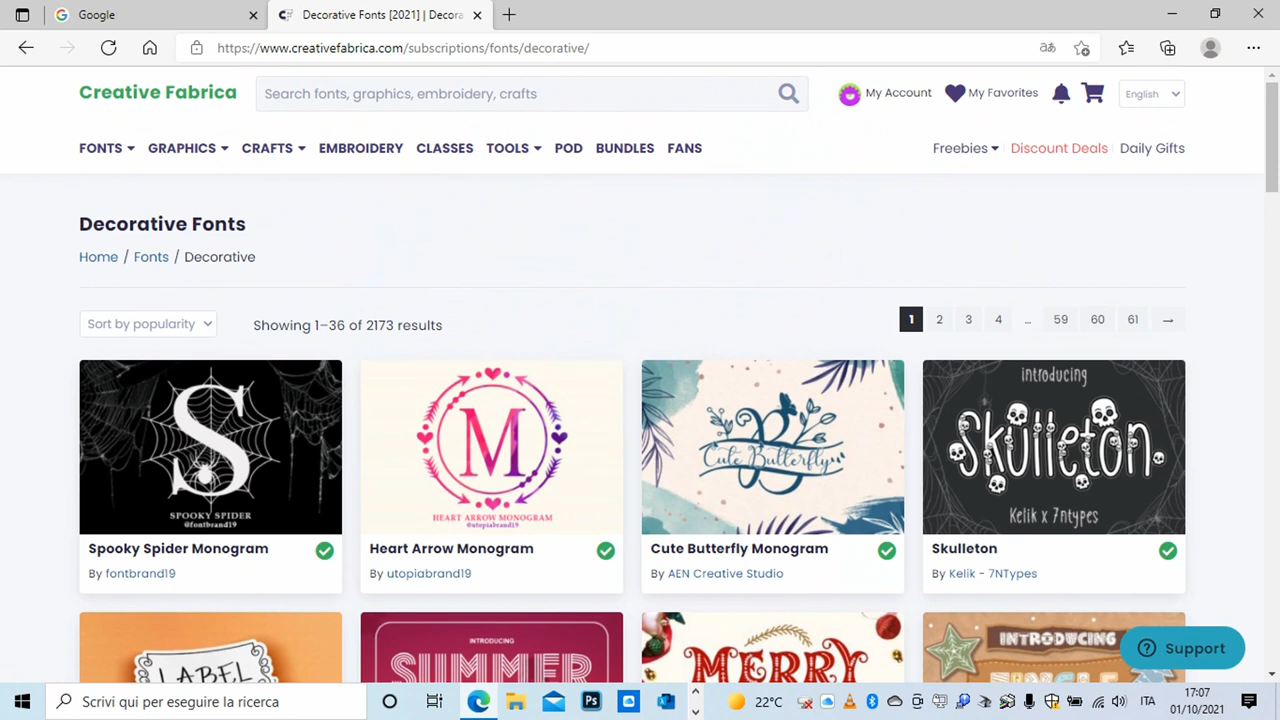 Google
Decorative Fonts [2021] | Decora
https://www.creativefabrica.com/subscriptions/fonts/decorative/
Creative Fabrica
Search fonts, graphics, embroidery, crafts
My Account
My Favorites
English
FONTS GRAPHICS CRAFTS EMBROIDERY CLASSES TOOLS POD BUNDLES FANS
Freebies Discount Deals Daily Gifts
Decorative Fonts
Home / Fonts / Decorative
Sort by popularity
Showing 1–36 of 2173 results
1 2 3 4 ... 59 60 61 →
S
SPOOKY SPIDER
@fontbrand19
M
HEART ARROW MONOGRAM
@utopiabrand19
B
Cute Butterfly
introducing
Skulleton
Kelik x 7ntypes
Spooky Spider Monogram
By fontbrand19
Heart Arrow Monogram
By utopiabrand19
Cute Butterfly Monogram
By AEN Creative Studio
Skulleton
By Kelik - 7NTypes
LABEL
INTRODUCING
SUMMER
MERRY
INTRODUCING
Support
Scrivi qui per eseguire la ricerca
Ps
22°C
ITA
17:07
01/10/2021